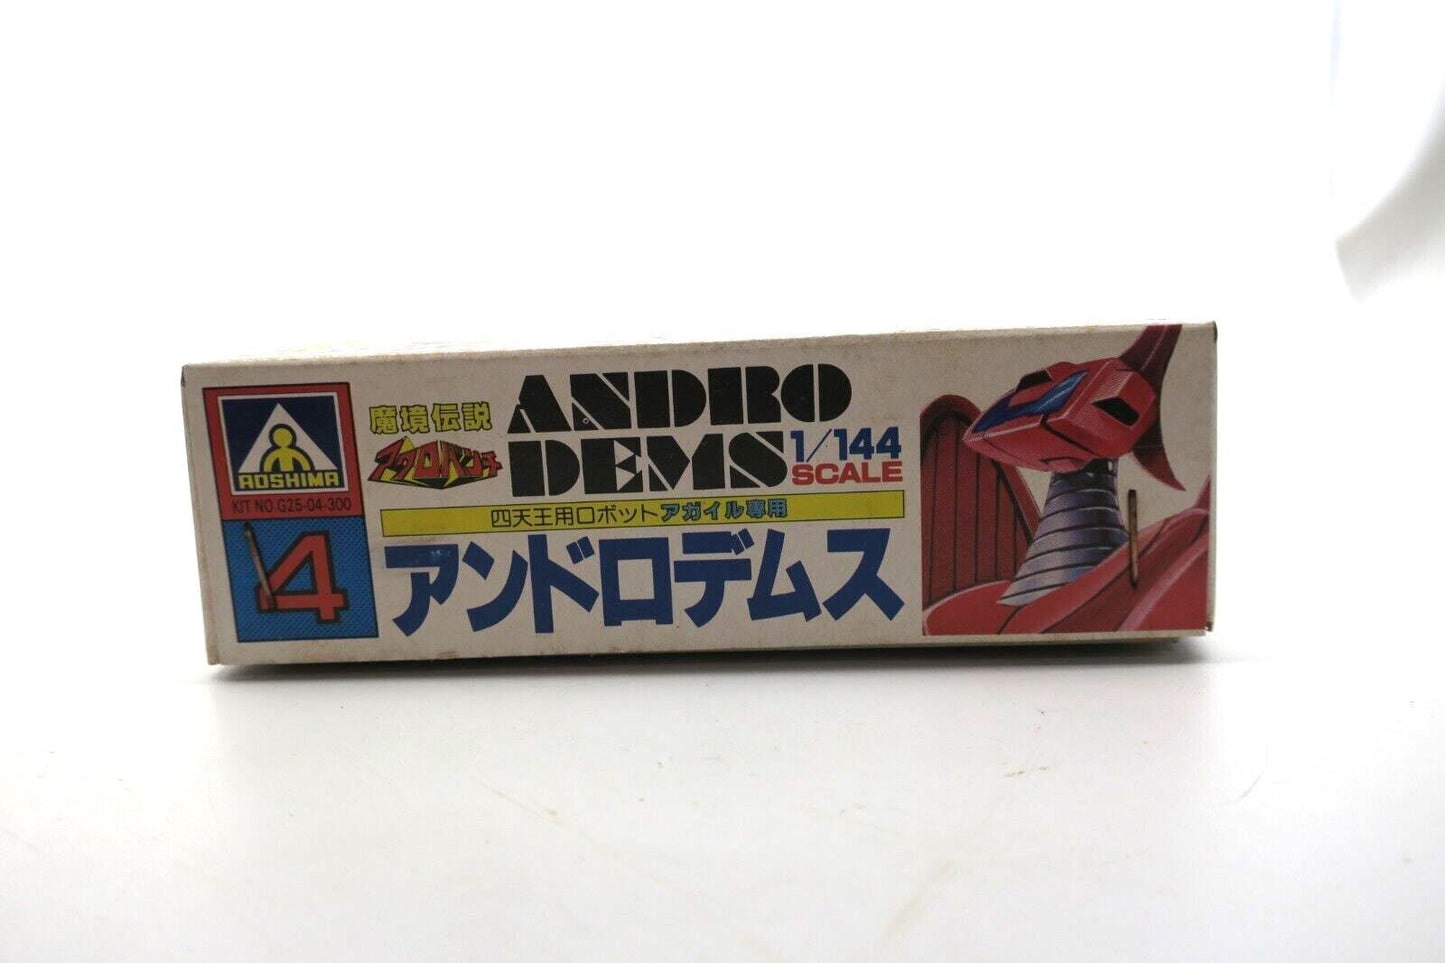 AOSHIMA
KIT NO.G25-04-300
4
魔境伝説
アクロバンチ
ANDRO
DEMS
1/144
SCALE
四天王用ロボット アガイル専用
アンドロデムス